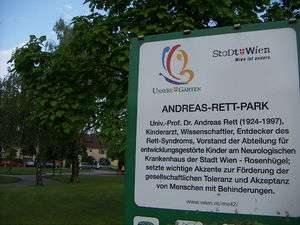 StaDt Wien
Wien ist anders.
UNSERE GÄRTEN
ANDREAS-RETT-PARK
Univ.-Prof. Dr. Andreas Rett (1924-1997),
Kinderarzt, Wissenschaftler, Entdecker des
Rett-Syndroms, Vorstand der Abteilung für
entwicklungsgestörte Kinder am Neurologischen
Krankenhaus der Stadt Wien - Rosenhügel;
setzte wichtige Akzente zur Förderung der
gesellschaftlichen Toleranz und Akzeptanz
von Menschen mit Behinderungen.
www.wien.at/ma42/